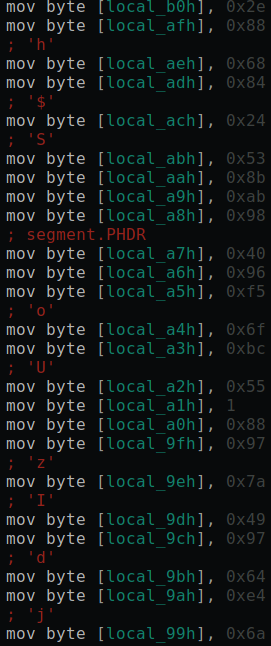 mov byte [local_b0h], 0x2e
mov byte [local_afh], 0x88
; 'h'
mov byte [local_aeh], 0x68
mov byte [local_adh], 0x84
; '$'
mov byte [local_ach], 0x24
; 'S'
mov byte [local_abh], 0x53
mov byte [local_aah], 0x8b
mov byte [local_a9h], 0xab
mov byte [local_a8h], 0x98
; segment.PHDR
mov byte [local_a7h], 0x40
mov byte [local_a6h], 0x96
mov byte [local_a5h], 0xf5
; 'o'
mov byte [local_a4h], 0x6f
mov byte [local_a3h], 0xbc
; 'U'
mov byte [local_a2h], 0x55
mov byte [local_a1h], 1
mov byte [local_a0h], 0x88
mov byte [local_9fh], 0x97
; 'z'
mov byte [local_9eh], 0x7a
; 'I'
mov byte [local_9dh], 0x49
mov byte [local_9ch], 0x97
; 'd'
mov byte [local_9bh], 0x64
mov byte [local_9ah], 0xe4
; 'j'
mov byte [local_99h], 0x6a